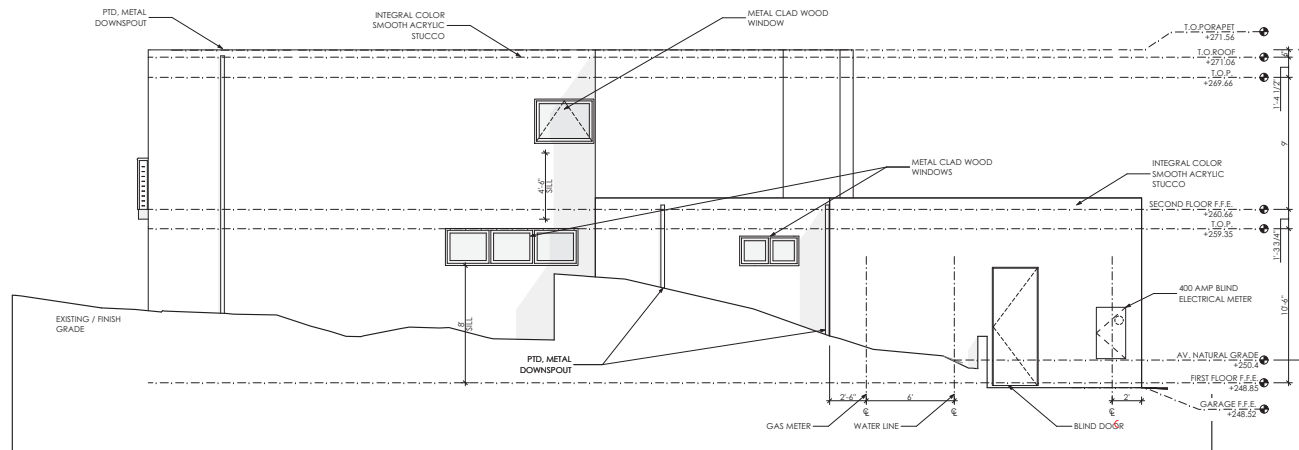 PTD, METAL
DOWNSPOUT
INTEGRAL COLOR
SMOOTH ACRYLIC
STUCCO
METAL CLAD WOOD
WINDOW
T.O.PORAPET
+271.56
T.O.ROOF
+271.06
T.O.P.
+269.66
6"
1'-4 1/2"
9'
METAL CLAD WOOD
WINDOWS
INTEGRAL COLOR
SMOOTH ACRYLIC
STUCCO
4'-6"
SILL
SECOND FLOOR F.F.E.
+260.66
T.O.P.
+259.35
1'-3 3/4"
10'-6"
400 AMP BLIND
ELECTRICAL METER
EXISTING / FINISH
GRADE
8'
SILL
PTD, METAL
DOWNSPOUT
AV. NATURAL GRADE
+250.4
FIRST FLOOR F.F.E.
+248.85
GARAGE F.F.E.
+248.52
2'-6"
6'
2'
GAS METER
WATER LINE
BLIND DOOR